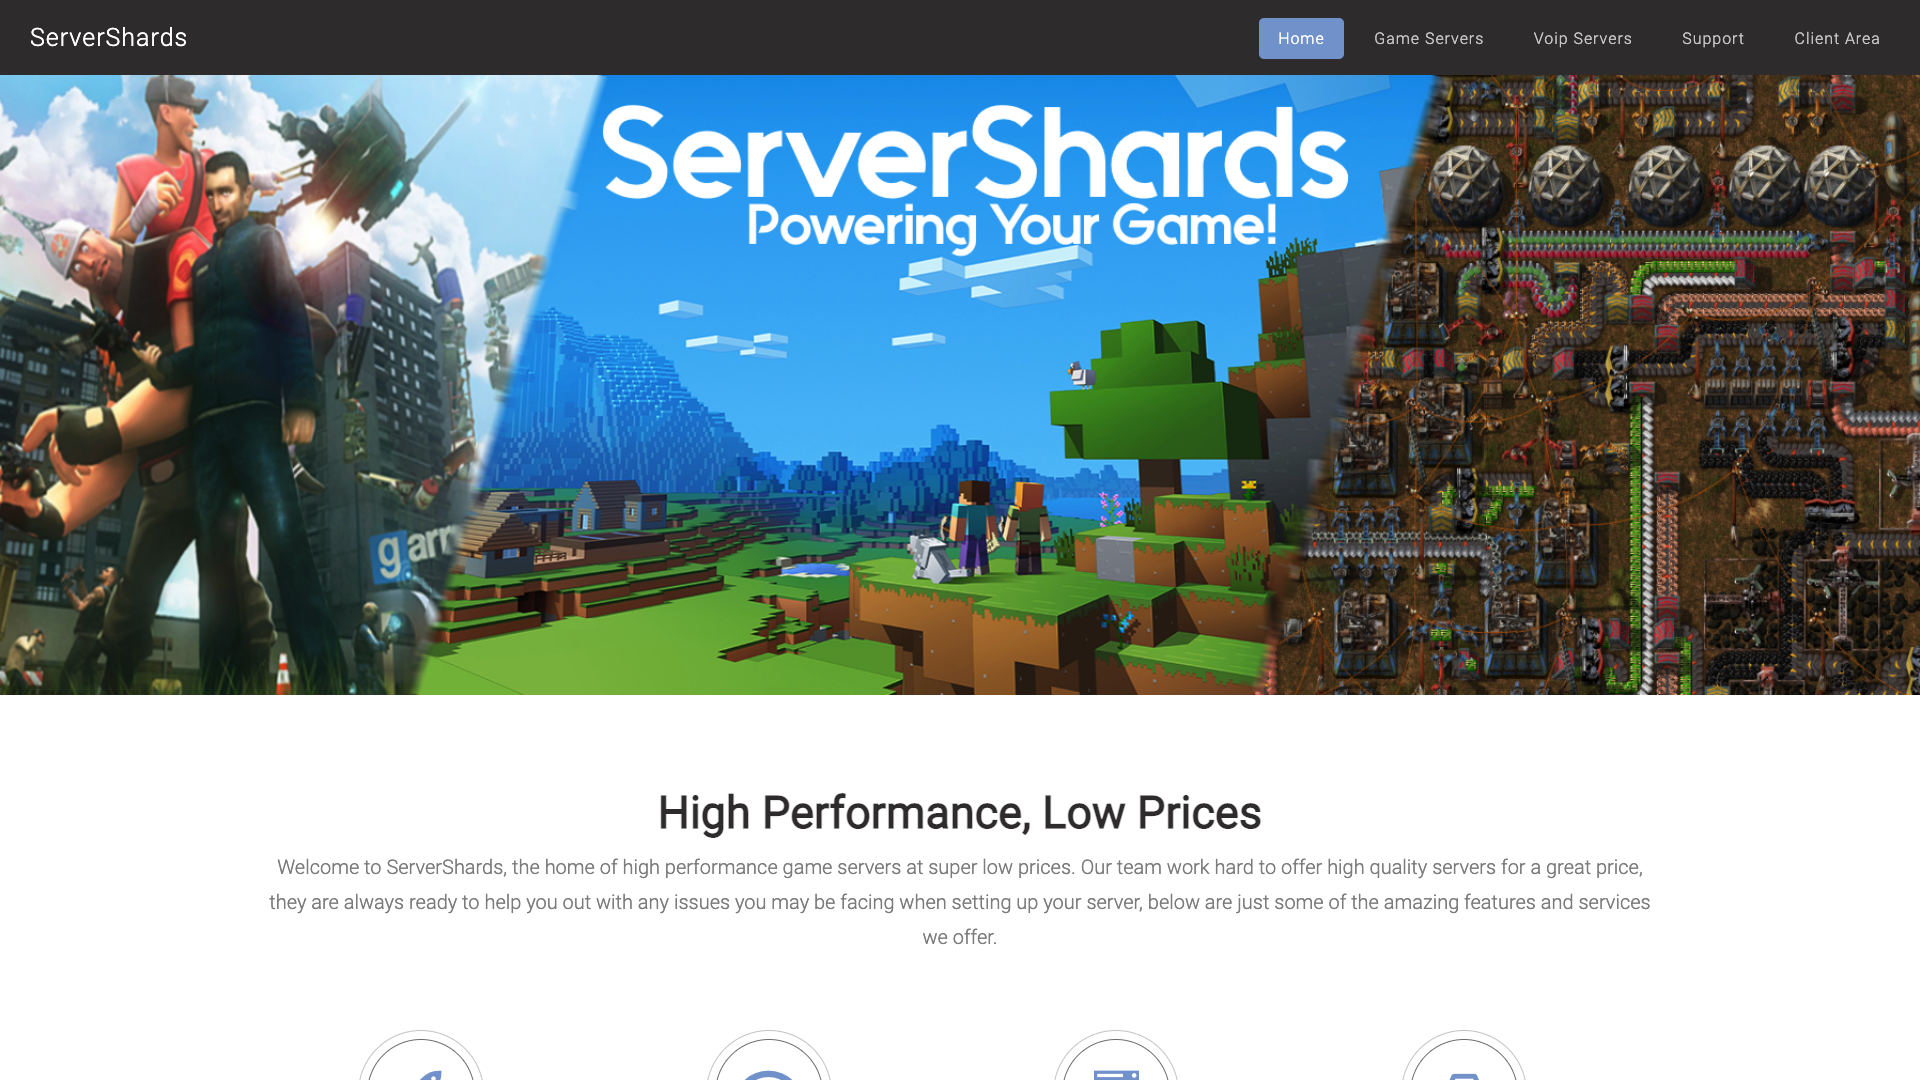 ServerShards
Home
Game Servers
Voip Servers
Support
Client Area
ServerShards
Powering Your Game!
High Performance, Low Prices
Welcome to ServerShards, the home of high performance game servers at super low prices. Our team work hard to offer high quality servers for a great price,
they are always ready to help you out with any issues you may be facing when setting up your server, below are just some of the amazing features and services
we offer.